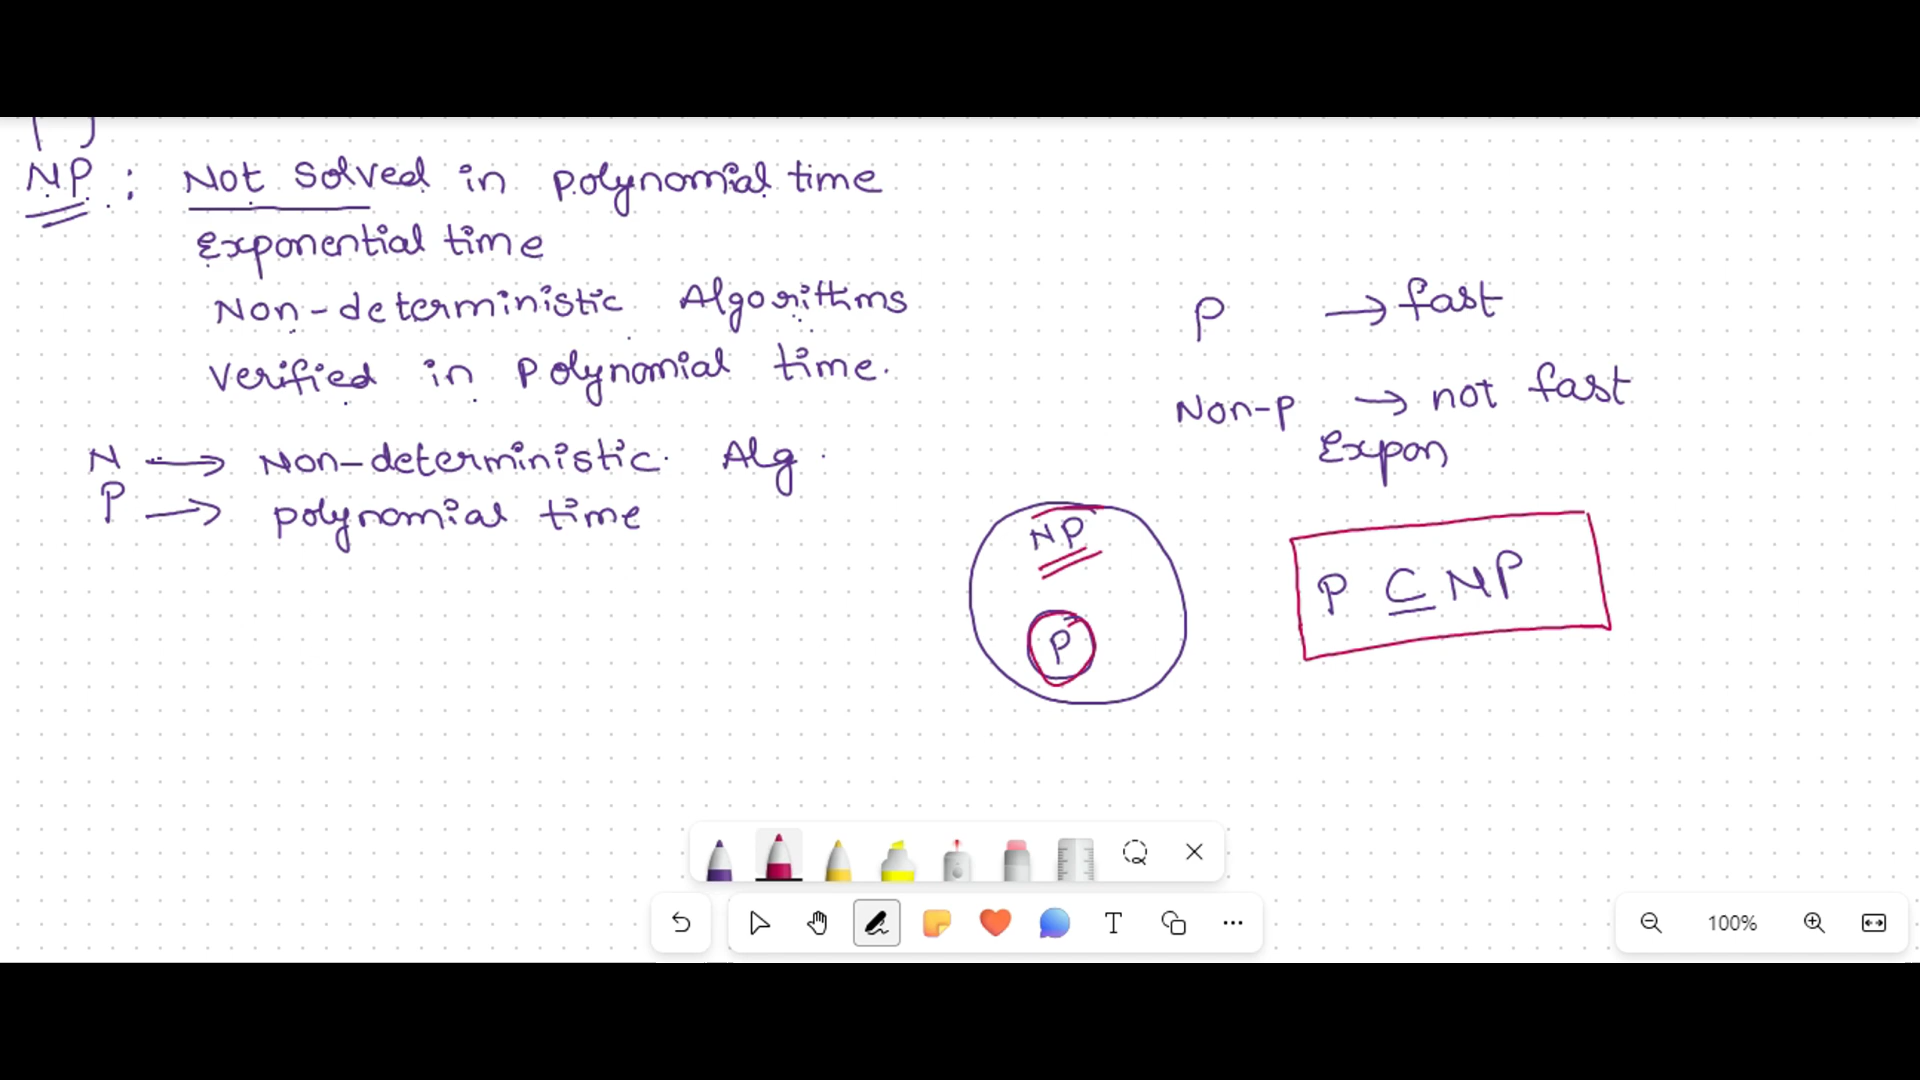 NP : Not Solved in polynomial time
Exponential time
Non-deterministic Algorithms
Verified in polynomial time.
N → Non-deterministic Alg
P → polynomial time
P → fast
Non-P → not fast
Expon
NP
P
P ⊆ NP
T
100%